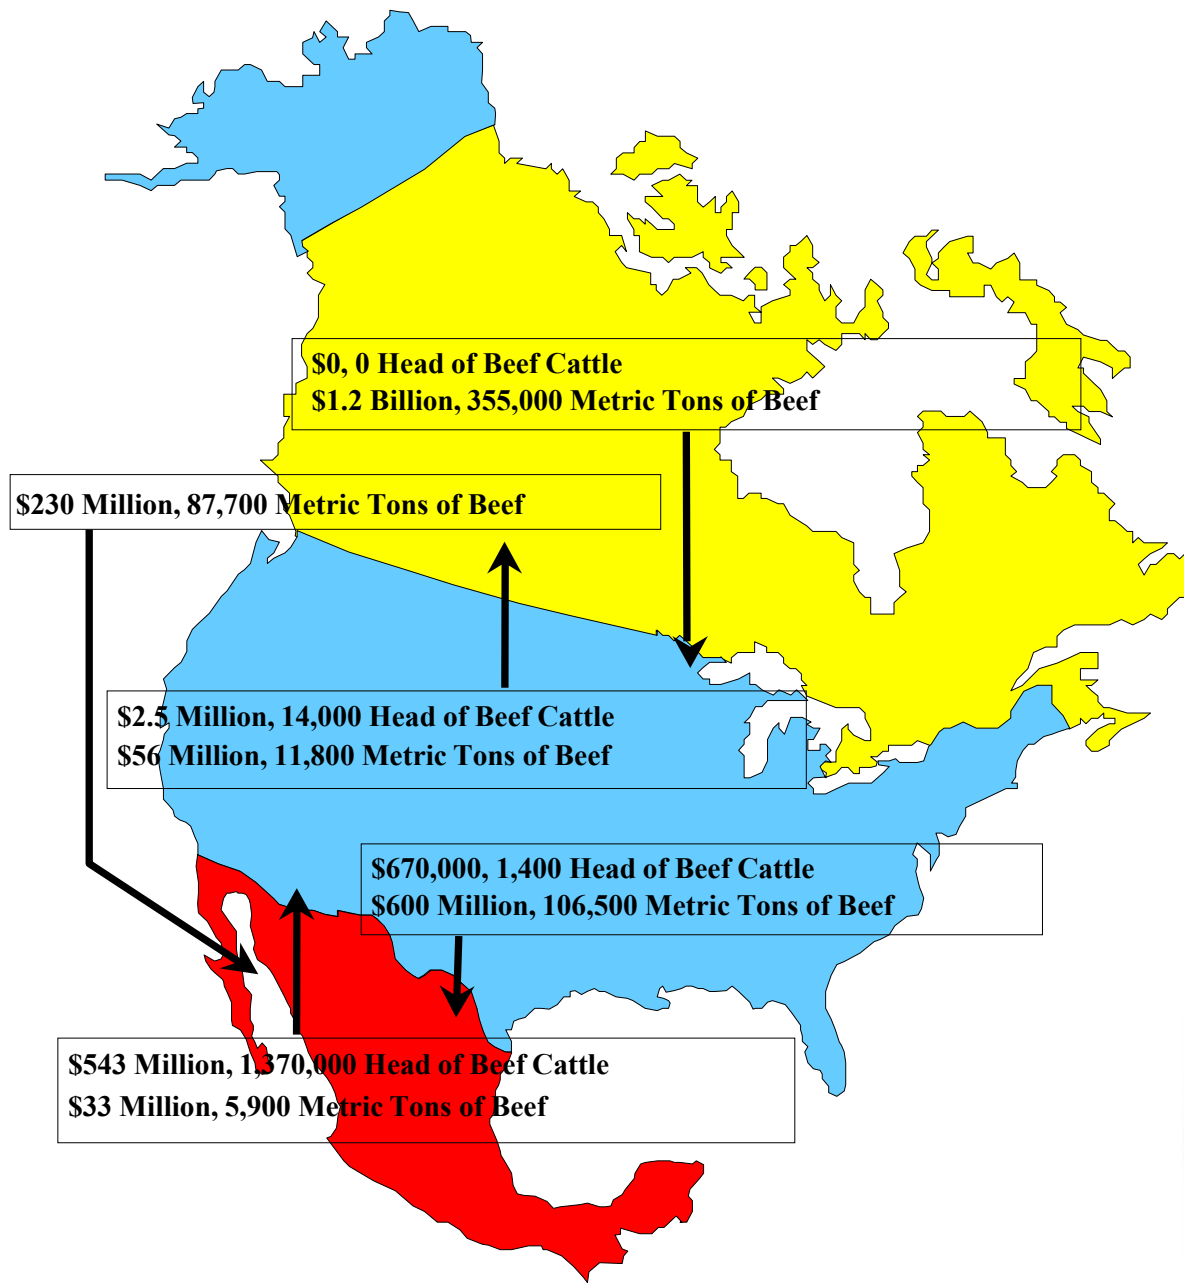 $0, 0 Head of Beef Cattle
$1.2 Billion, 355,000 Metric Tons of Beef
$230 Million, 87,700 Metric Tons of Beef
$2.5 Million, 14,000 Head of Beef Cattle
$56 Million, 11,800 Metric Tons of Beef
$670,000, 1,400 Head of Beef Cattle
$600 Million, 106,500 Metric Tons of Beef
$543 Million, 1,370,000 Head of Beef Cattle
$33 Million, 5,900 Metric Tons of Beef